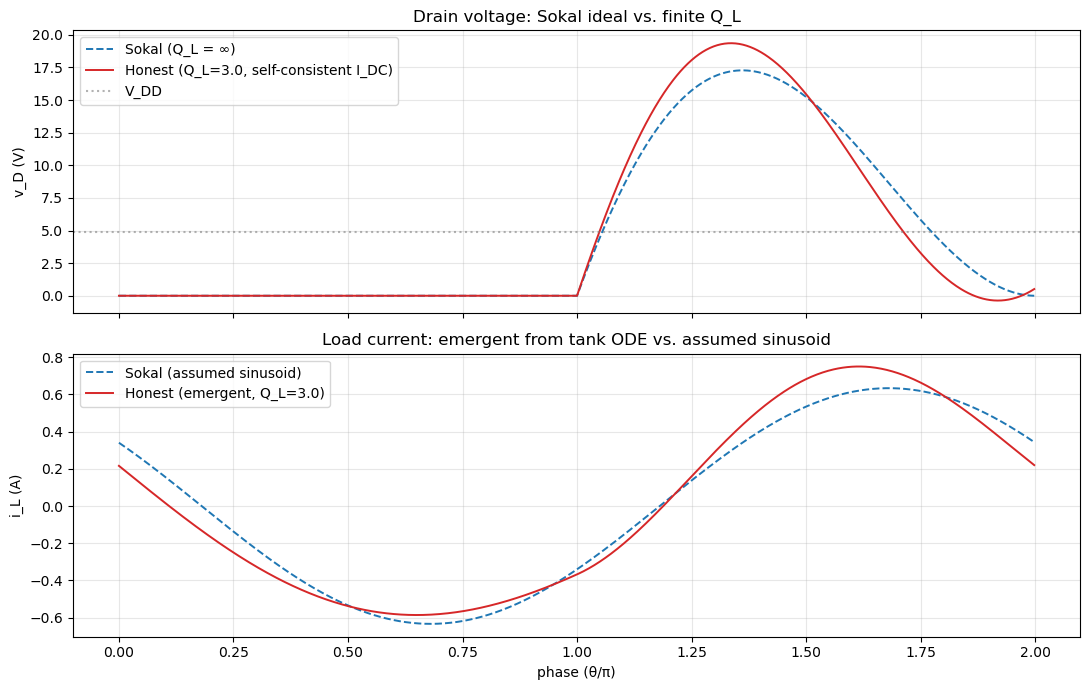 Drain voltage: Sokal ideal vs. finite Q_L
20.0
17.5
15.0
12.5
10.0
7.5
5.0
2.5
0.0
v_D (V)
Sokal (Q_L = ∞)
Honest (Q_L=3.0, self-consistent I_DC)
V_DD
Load current: emergent from tank ODE vs. assumed sinusoid
0.8
0.6
0.4
0.2
0.0
−0.2
−0.4
−0.6
i_L (A)
Sokal (assumed sinusoid)
Honest (emergent, Q_L=3.0)
0.00 0.25 0.50 0.75 1.00 1.25 1.50 1.75 2.00
phase (θ/π)